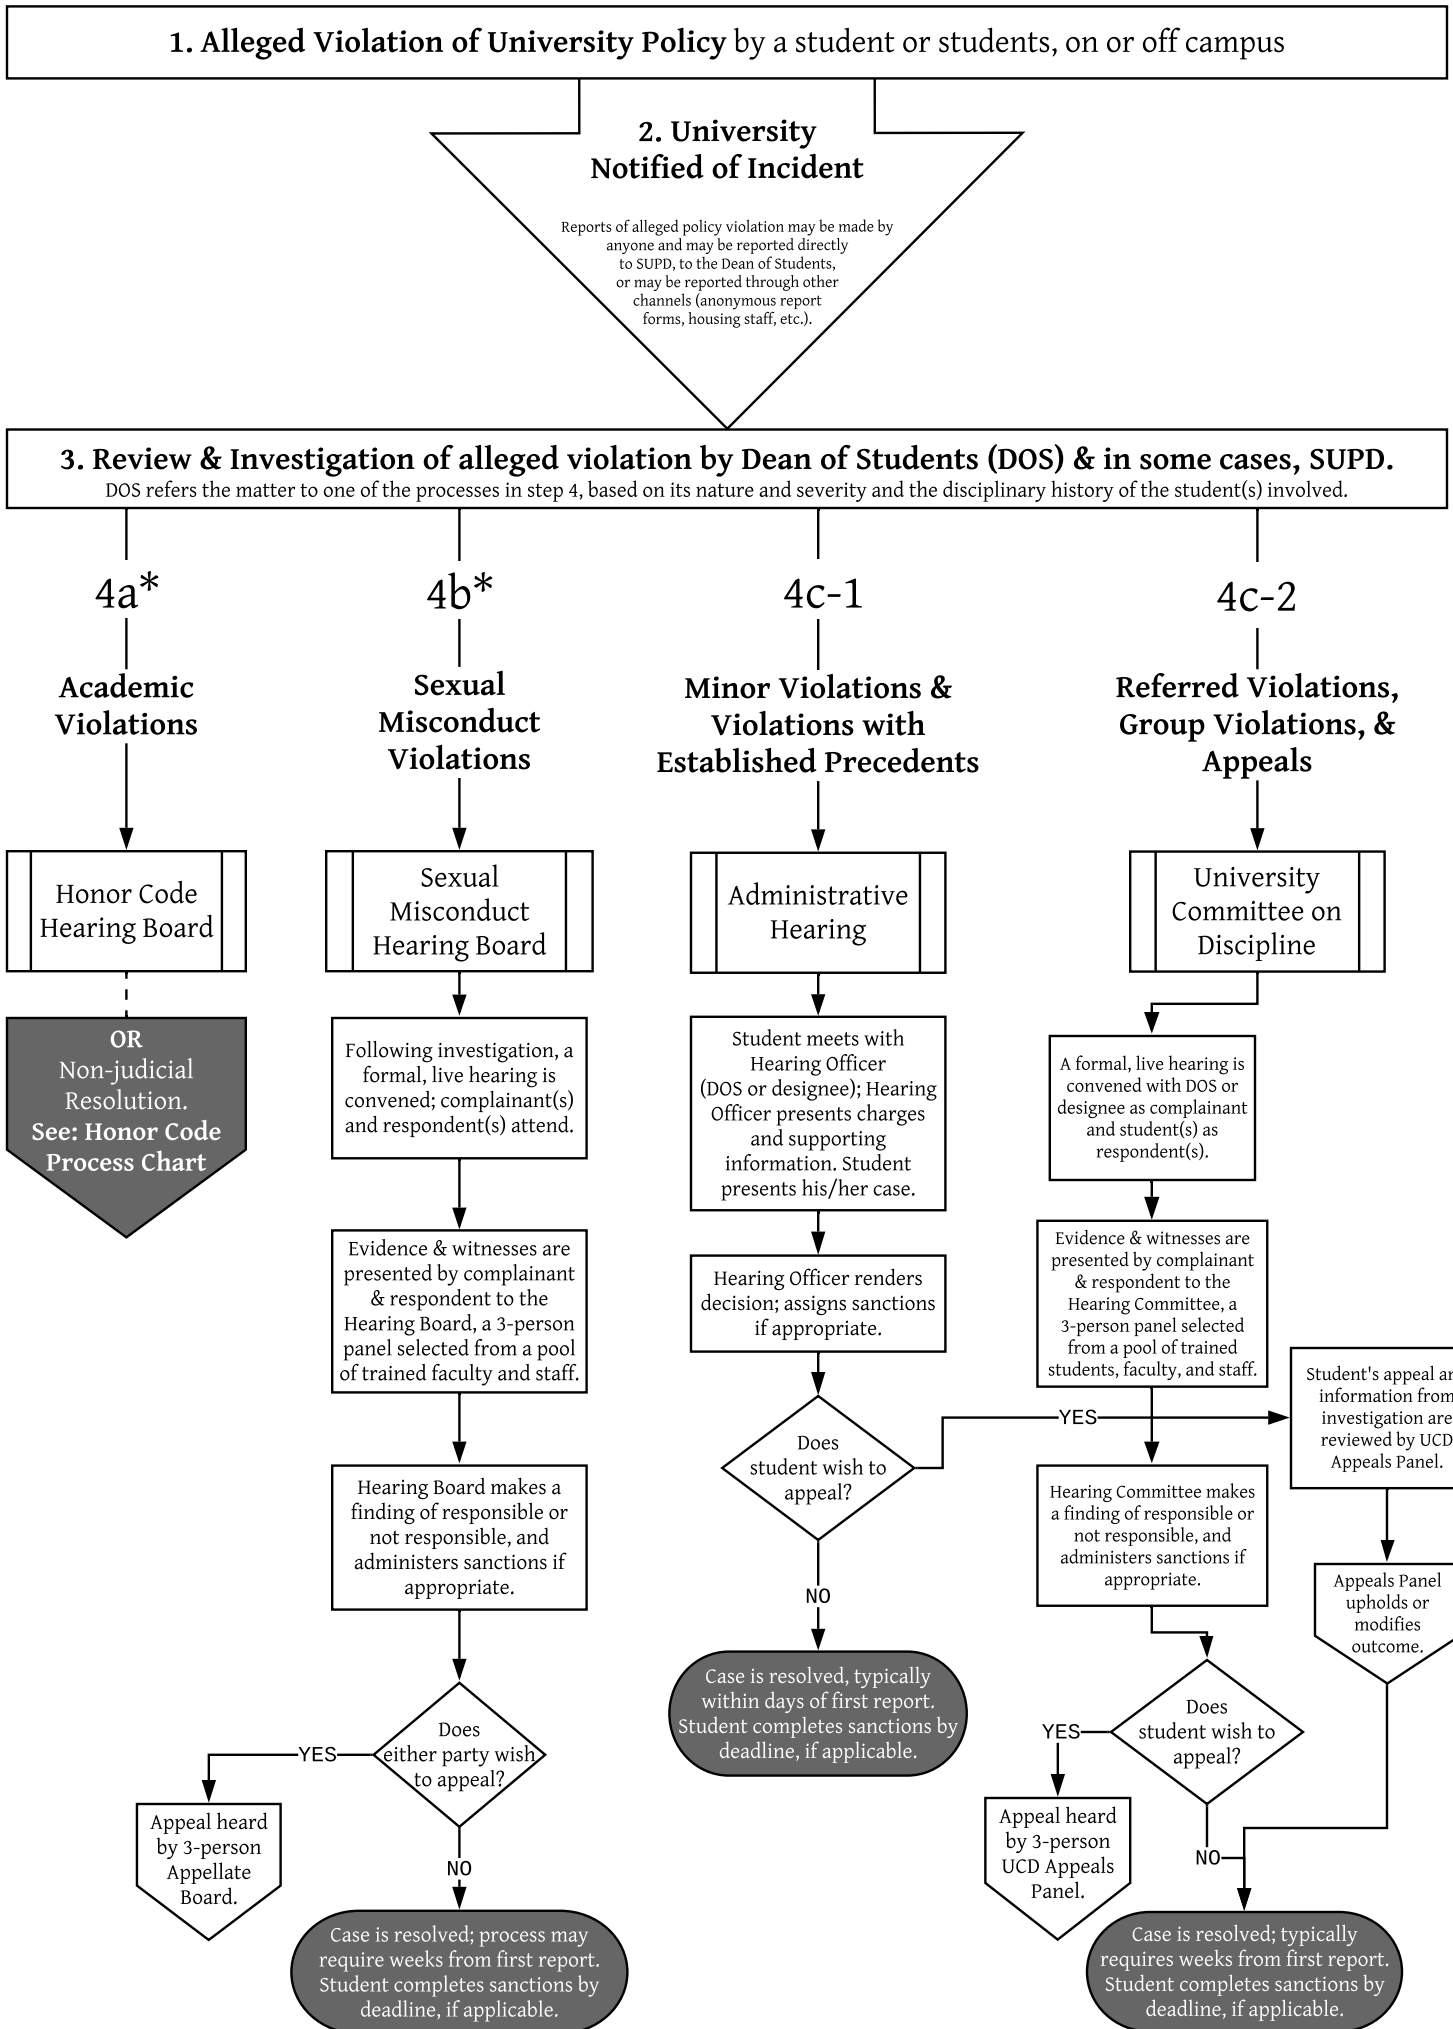 1. Alleged Violation of University Policy by a student or students, on or off campus
2. University
Notified of Incident
Reports of alleged policy violation may be made by
anyone and may be reported directly
to SUPD, to the Dean of Students,
or may be reported through other
channels (anonymous report
forms, housing staff, etc.).
3. Review & Investigation of alleged violation by Dean of Students (DOS) & in some cases, SUPD.
DOS refers the matter to one of the processes in step 4, based on its nature and severity and the disciplinary history of the student(s) involved.
4a*
Academic
Violations
Honor Code
Hearing Board
OR
Non-judicial
Resolution.
See: Honor Code
Process Chart
4b*
Sexual
Misconduct
Violations
Sexual
Misconduct
Hearing Board
Following investigation, a
formal, live hearing is
convened; complainant(s)
and respondent(s) attend.
Evidence & witnesses are
presented by complainant
& respondent to the
Hearing Board, a 3-person
panel selected from a pool
of trained faculty and staff.
Hearing Board makes a
finding of responsible or
not responsible, and
administers sanctions if
appropriate.
Does
either party wish
to appeal?
YES
Appeal heard
by 3-person
Appellate
Board.
NO
Case is resolved; process may
require weeks from first report.
Student completes sanctions by
deadline, if applicable.
4c-1
Minor Violations &
Violations with
Established Precedents
Administrative
Hearing
Student meets with
Hearing Officer
(DOS or designee); Hearing
Officer presents charges
and supporting
information. Student
presents his/her case.
Hearing Officer renders
decision; assigns sanctions
if appropriate.
Does
student wish to
appeal?
YES
NO
Case is resolved, typically
within days of first report.
Student completes sanctions by
deadline, if applicable.
4c-2
Referred Violations,
Group Violations, &
Appeals
University
Committee on
Discipline
A formal, live hearing is
convened with DOS or
designee as complainant
and student(s) as
respondent(s).
Evidence & witnesses are
presented by complainant
& respondent to the
Hearing Committee, a
3-person panel selected
from a pool of trained
students, faculty, and staff.
Hearing Committee makes
a finding of responsible or
not responsible, and
administers sanctions if
appropriate.
Does
student wish to
appeal?
YES
Appeal heard
by 3-person
UCD Appeals
Panel.
NO
Case is resolved; typically
requires weeks from first report.
Student completes sanctions by
deadline, if applicable.
Student's appeal
information from
investigation are
reviewed by UCD
Appeals Panel.
Appeals Panel
upholds or
modifies
outcome.